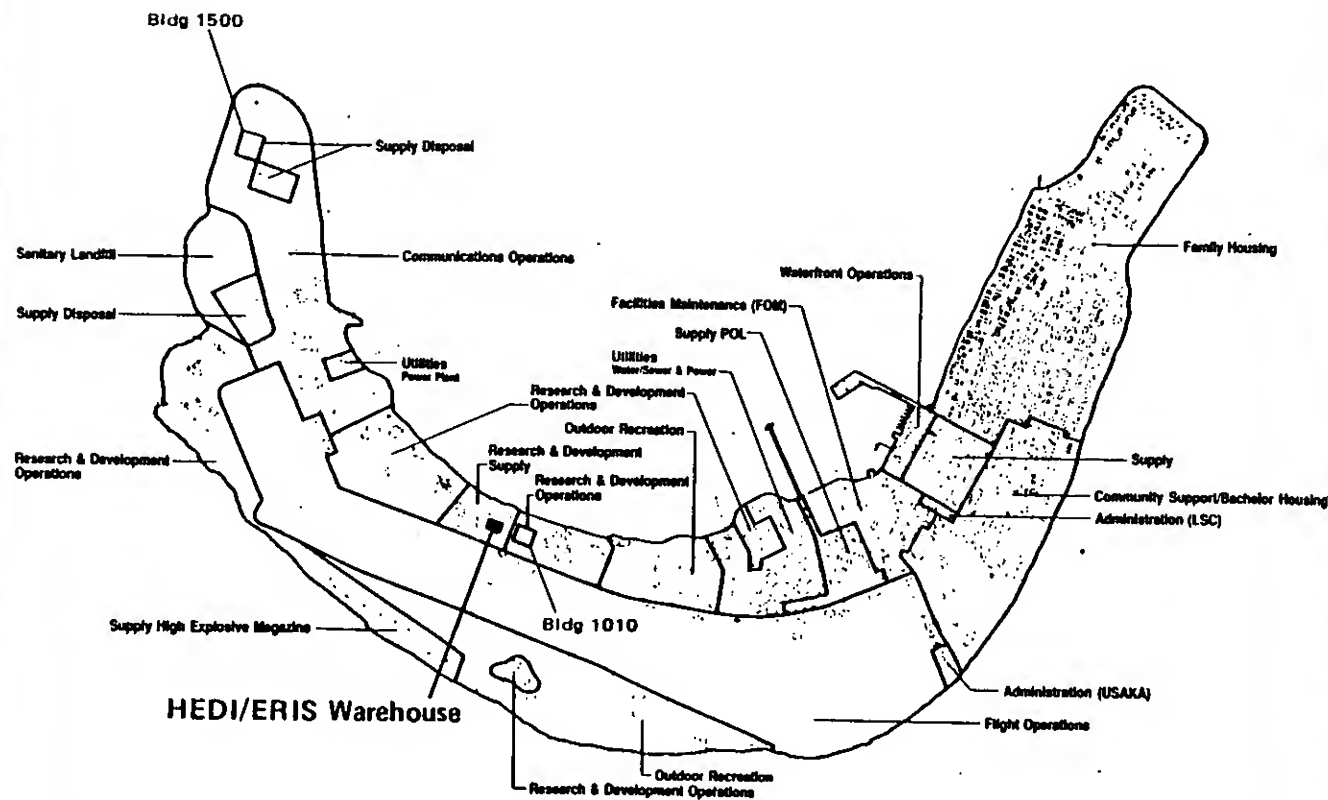 Bldg 1500
Supply Disposal
Sanitary Landfill
Communications Operations
Supply Disposal
Utilities
Power Plant
Research & Development
Operations
Waterfront Operations
Family Housing
Facilities Maintenance (FOM)
Supply POL
Utilities
Water/Sewer & Power
Research & Development
Operations
Outdoor Recreation
Research & Development
Supply
Research & Development
Operations
Supply
Community Support/Bachelor Housing
Administration (LSC)
Bldg 1010
Supply High Explosive Magazine
HEDI/ERIS Warehouse
Administration (USAKA)
Flight Operations
Outdoor Recreation
Research & Development Operations